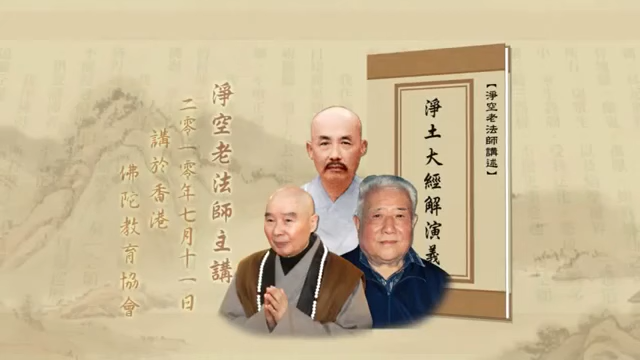 【淨空老法師講述】
淨土大經解演義
淨空老法師主講
二零一零年七月十一日
講於香港
佛陀教育協會